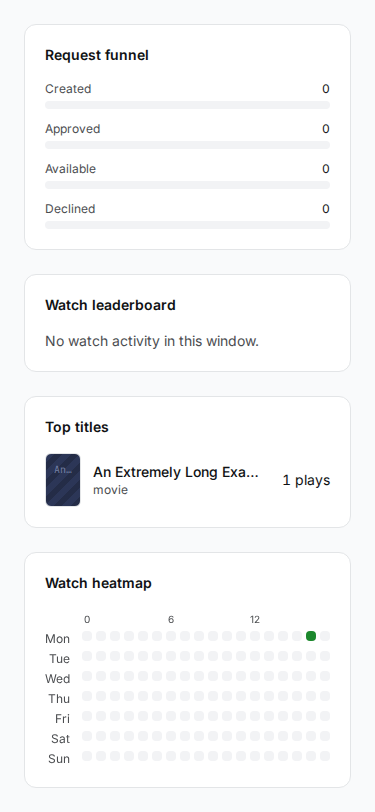 Request funnel
Created 0
Approved 0
Available 0
Declined 0
Watch leaderboard
No watch activity in this window.
Top titles
An...
An Extremely Long Exa...
movie
1 plays
Watch heatmap
0 6 12
Mon
Tue
Wed
Thu
Fri
Sat
Sun